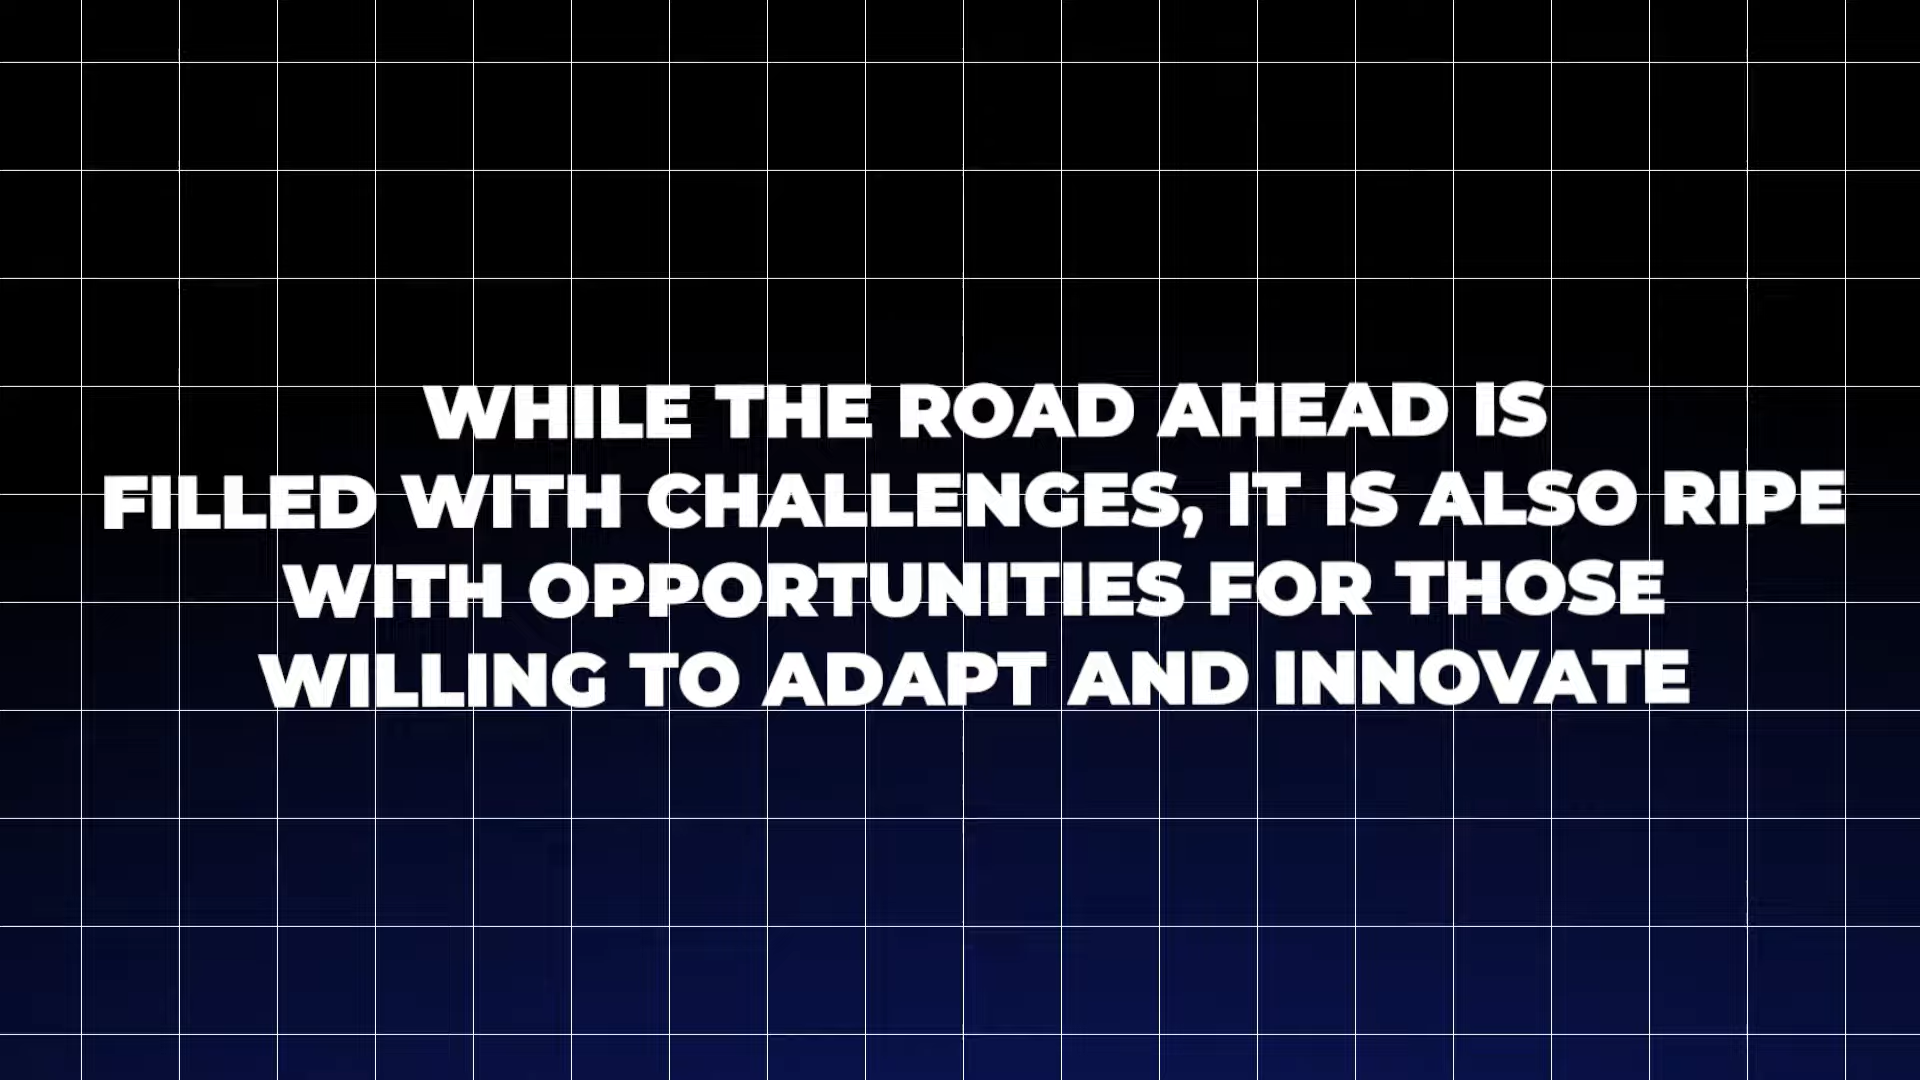 WHILE THE ROAD AHEAD IS
FILLED WITH CHALLENGES, IT IS ALSO RIPE
WITH OPPORTUNITIES FOR THOSE
WILLING TO ADAPT AND INNOVATE